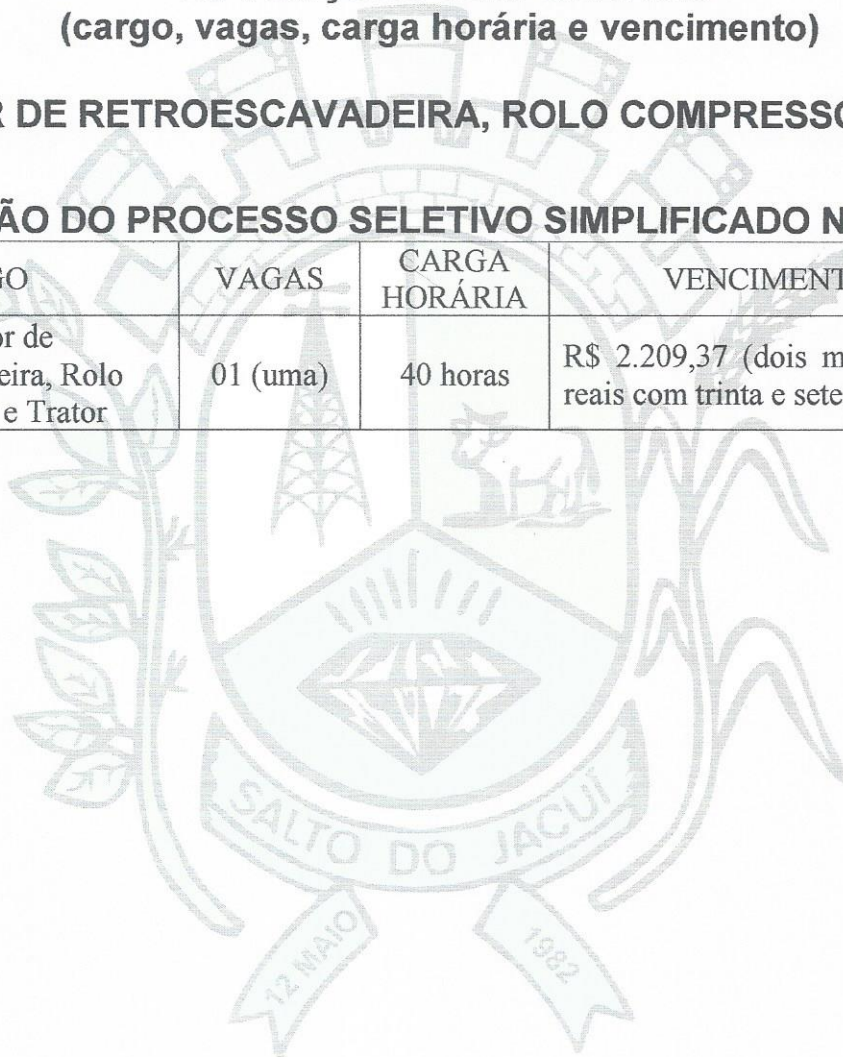 (cargo, vagas, carga horária e vencimento)
R DE RETROESCAVADEIRA, ROLO COMPRESSO
ÃO DO PROCESSO SELETIVO SIMPLIFICADO N
GO VAGAS CARGA HORÁRIA VENCIMENT
or de
eira, Rolo
e Trator
01 (uma)
40 horas
R$ 2.209,37 (dois m
reais com trinta e sete
SALTO DO JACUÍ
12 MAIO
1982